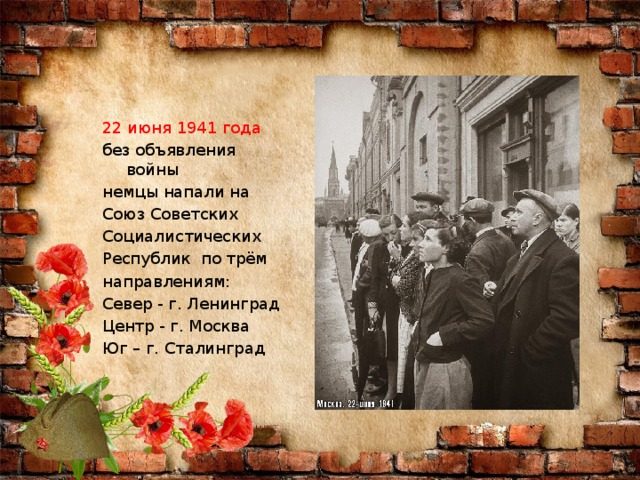 22 июня 1941 года
без объявления
войны
немцы напали на
Союз Советских
Социалистических
Республик по трём
направлениям:
Север - г. Ленинград
Центр - г. Москва
Юг – г. Сталинград
Москва. 22 июня 1941